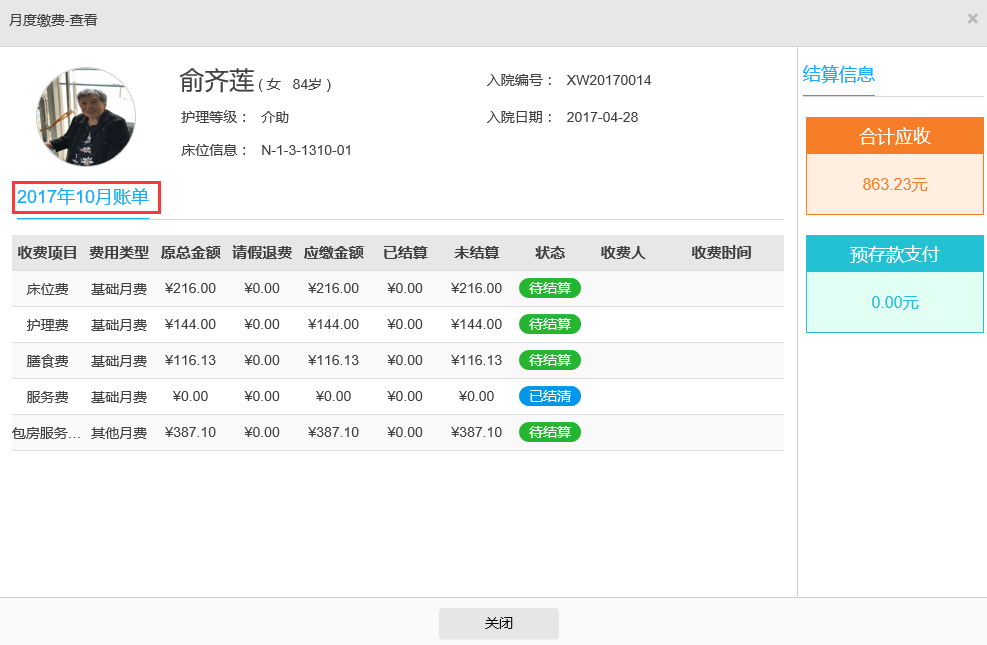 月度缴费-查看 ×
俞齐莲 ( 女 84岁 )
入院编号： XW20170014
护理等级： 介助
入院日期： 2017-04-28
床位信息： N-1-3-1310-01
2017年10月账单
收费项目 费用类型 原总金额 请假退费 应缴金额 已结算 未结算 状态 收费人 收费时间
床位费 基础月费 ¥216.00 ¥0.00 ¥216.00 ¥0.00 ¥216.00 待结算
护理费 基础月费 ¥144.00 ¥0.00 ¥144.00 ¥0.00 ¥144.00 待结算
膳食费 基础月费 ¥116.13 ¥0.00 ¥116.13 ¥0.00 ¥116.13 待结算
服务费 基础月费 ¥0.00 ¥0.00 ¥0.00 ¥0.00 ¥0.00 已结清
包房服务... 其他月费 ¥387.10 ¥0.00 ¥387.10 ¥0.00 ¥387.10 待结算
结算信息
合计应收
863.23元
预存款支付
0.00元
关闭